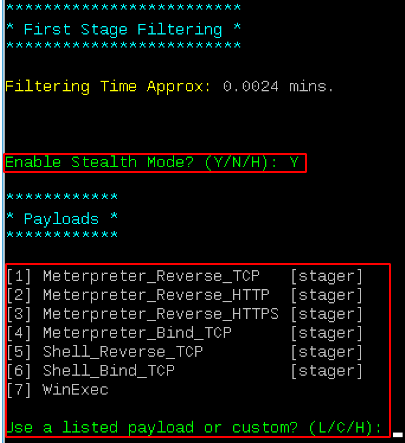 *************************
* First Stage Filtering *
*************************
Filtering Time Approx: 0.0024 mins.
Enable Stealth Mode? (Y/N/H): Y
************
* Payloads *
************
[1] Meterpreter_Reverse_TCP [stager]
[2] Meterpreter_Reverse_HTTP [stager]
[3] Meterpreter_Reverse_HTTPS [stager]
[4] Meterpreter_Bind_TCP [stager]
[5] Shell_Reverse_TCP [stager]
[6] Shell_Bind_TCP [stager]
[7] WinExec
Use a listed payload or custom? (L/C/H):